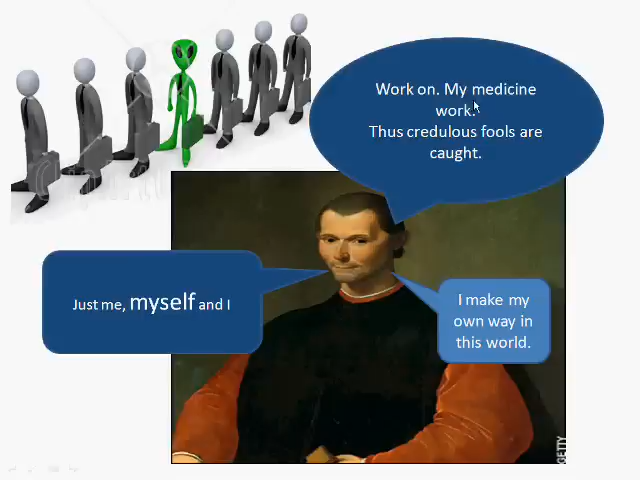 Work on. My medicine
work.
Thus credulous fools are
caught.
Just me, myself and I
I make my
own way in
this world.
GETTY